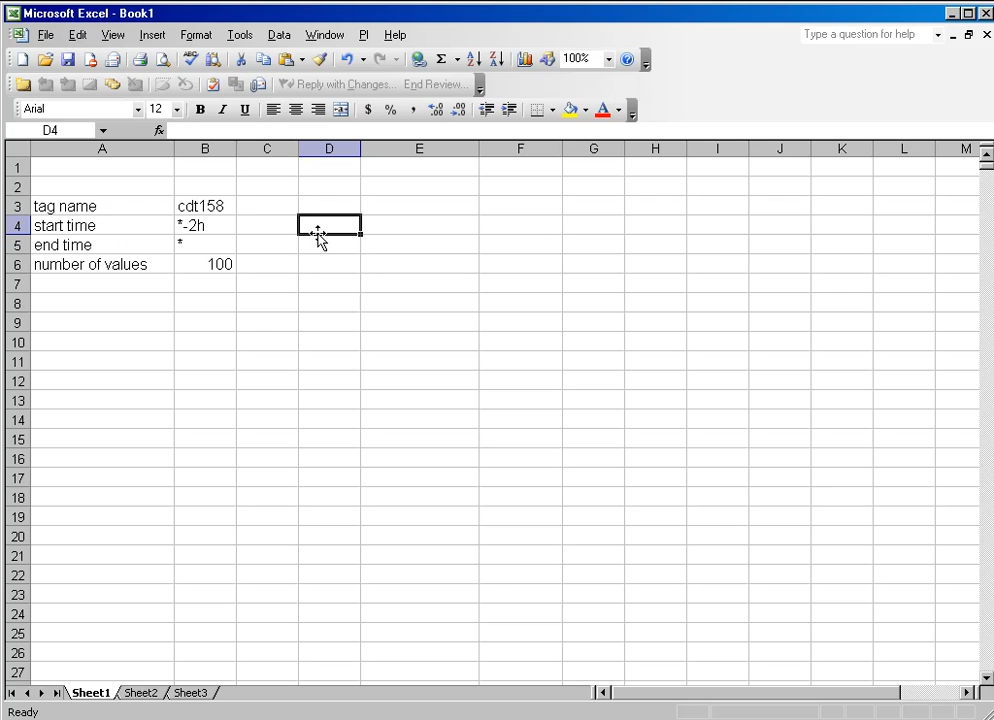 Microsoft Excel - Book1
File Edit View Insert Format Tools Data Window PI Help Type a question for help
Σ 100%
Reply with Changes... End Review...
Arial 12 B I U $ % ,
D4 fx
A B C D E F G H I J K L M
1
2
3 tag name cdt158
4 start time *-2h
5 end time *
6 number of values 100
7
8
9
10
11
12
13
14
15
16
17
18
19
20
21
22
23
24
25
26
27
Sheet1 Sheet2 Sheet3
Ready